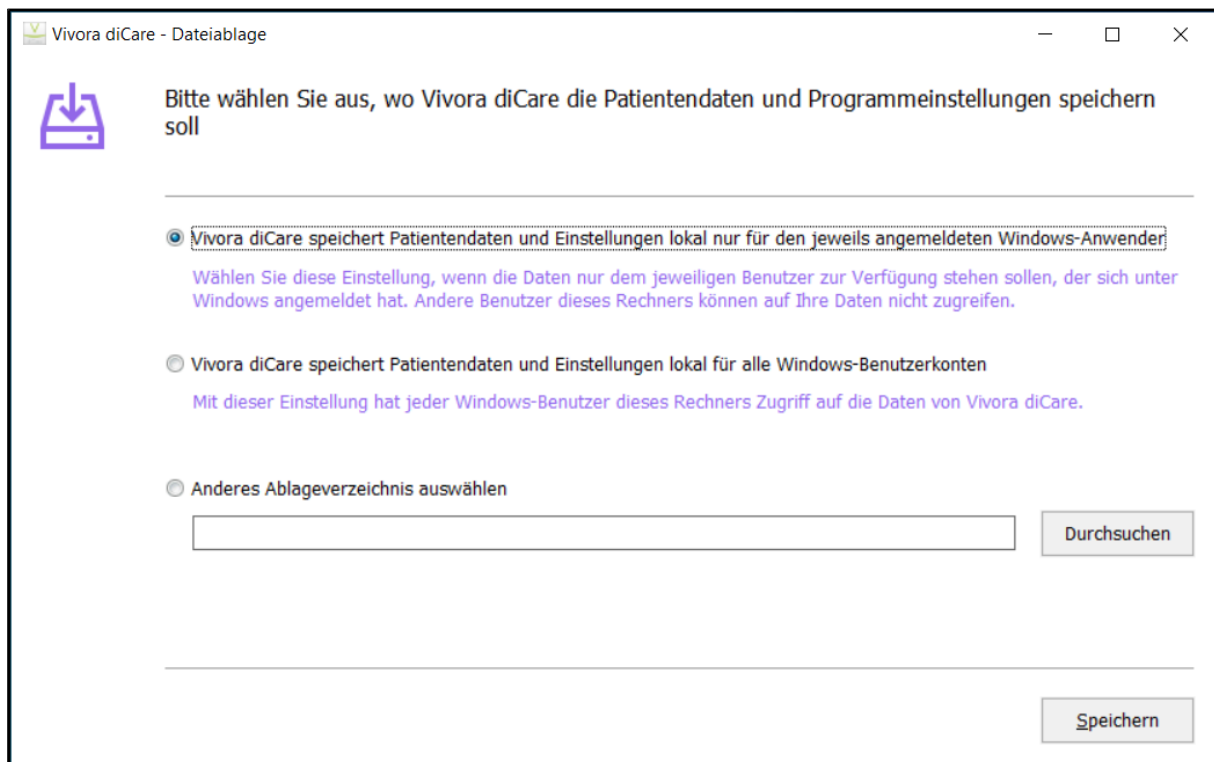 Vivora diCare - Dateiablage
Bitte wählen Sie aus, wo Vivora diCare die Patientendaten und Programmeinstellungen speichern
soll
Vivora diCare speichert Patientendaten und Einstellungen lokal nur für den jeweils angemeldeten Windows-Anwender
Wählen Sie diese Einstellung, wenn die Daten nur dem jeweiligen Benutzer zur Verfügung stehen sollen, der sich unter
Windows angemeldet hat. Andere Benutzer dieses Rechners können auf Ihre Daten nicht zugreifen.
Vivora diCare speichert Patientendaten und Einstellungen lokal für alle Windows-Benutzerkonten
Mit dieser Einstellung hat jeder Windows-Benutzer dieses Rechners Zugriff auf die Daten von Vivora diCare.
Anderes Ablageverzeichnis auswählen
Durchsuchen
Speichern